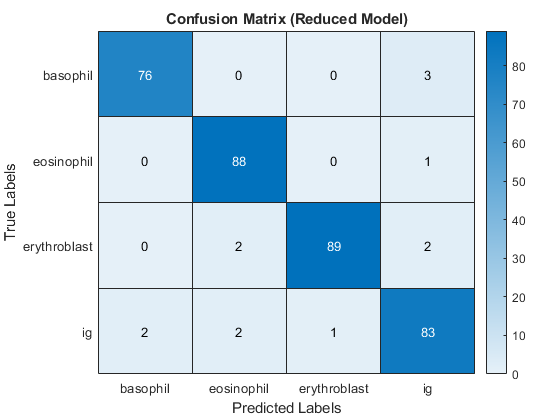 Confusion Matrix (Reduced Model)
True Labels
basophil 76 0 0 3
eosinophil 0 88 0 1
erythroblast 0 2 89 2
ig 2 2 1 83
basophil eosinophil erythroblast ig
Predicted Labels
80
70
60
50
40
30
20
10
0